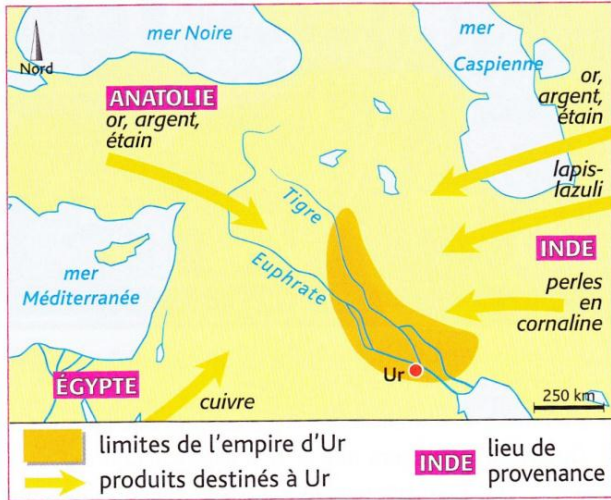 mer Noire
Nord
mer
Caspienne
or,
argent,
étain
ANATOLIE
or, argent,
étain
lapis-
lazuli
Tigre
INDE
Euphrate
mer
Méditerranée
perles
en
cornaline
Ur
ÉGYPTE
cuivre
250 km
limites de l'empire d'Ur
produits destinés à Ur
INDE
lieu de
provenance